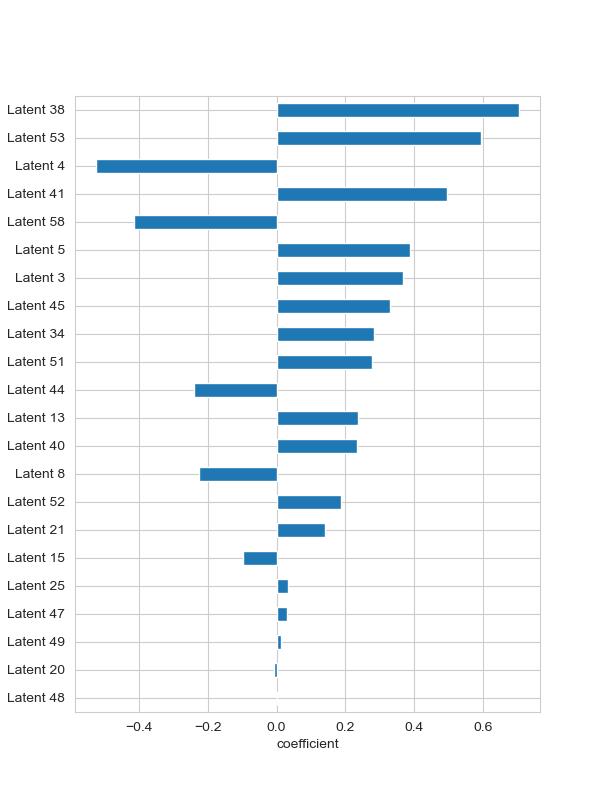 Latent 38
Latent 53
Latent 4
Latent 41
Latent 58
Latent 5
Latent 3
Latent 45
Latent 34
Latent 51
Latent 44
Latent 13
Latent 40
Latent 8
Latent 52
Latent 21
Latent 15
Latent 25
Latent 47
Latent 49
Latent 20
Latent 48
−0.4 −0.2 0.0 0.2 0.4 0.6
coefficient